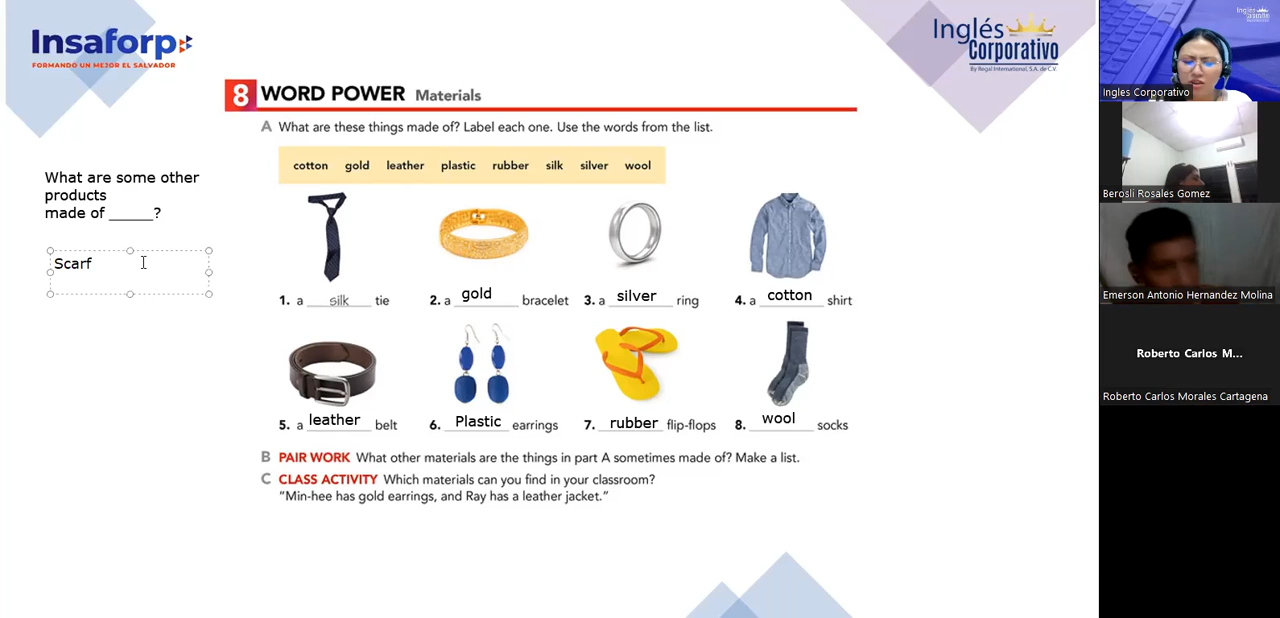 Insaforp
FORMANDO UN MEJOR EL SALVADOR
Inglés
Corporativo
By Regal International, S.A. de C.V.
8 WORD POWER Materials
A What are these things made of? Label each one. Use the words from the list.
cotton gold leather plastic rubber silk silver wool
What are some other
products
made of _____?
Scarf
1. a silk tie
2. a gold bracelet
3. a silver ring
4. a cotton shirt
5. a leather belt
6. Plastic earrings
7. rubber flip-flops
8. wool socks
B PAIR WORK What other materials are the things in part A sometimes made of? Make a list.
C CLASS ACTIVITY Which materials can you find in your classroom?
“Min-hee has gold earrings, and Ray has a leather jacket.”
Ingles Corporativo
Berosli Rosales Gomez
Emerson Antonio Hernandez Molina
Roberto Carlos M...
Roberto Carlos Morales Cartagena